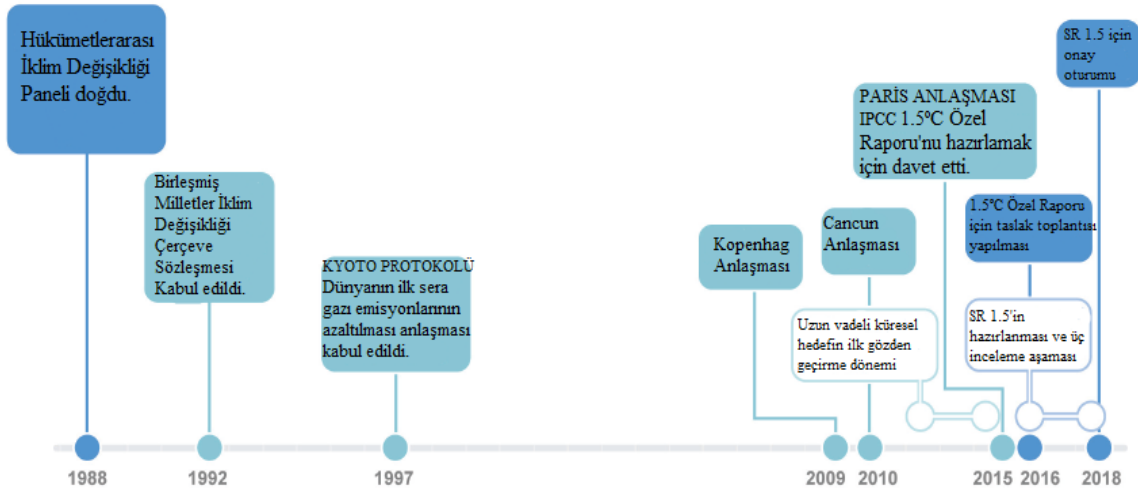 Hükümetlerarası
İklim Değişikliği
Paneli doğdu.
Birleşmiş
Milletler İklim
Değişikliği
Çerçeve
Sözleşmesi
Kabul edildi.
KYOTO PROTOKOLÜ
Dünyanın ilk sera
gazı emisyonlarının
azaltılması anlaşması
kabul edildi.
Kopenhag
Anlaşması
Cancun
Anlaşması
Uzun vadeli küresel
hedefin ilk gözden
geçirme dönemi
PARİS ANLAŞMASI
IPCC 1.5ºC Özel
Raporu'nu hazırlamak
için davet etti.
1.5ºC Özel Raporu
için taslak toplantısı
yapılması
SR 1.5'in
hazırlanması ve üç
inceleme aşaması
SR 1.5 için
onay
oturumu
1988
1992
1997
2009
2010
2015
2016
2018